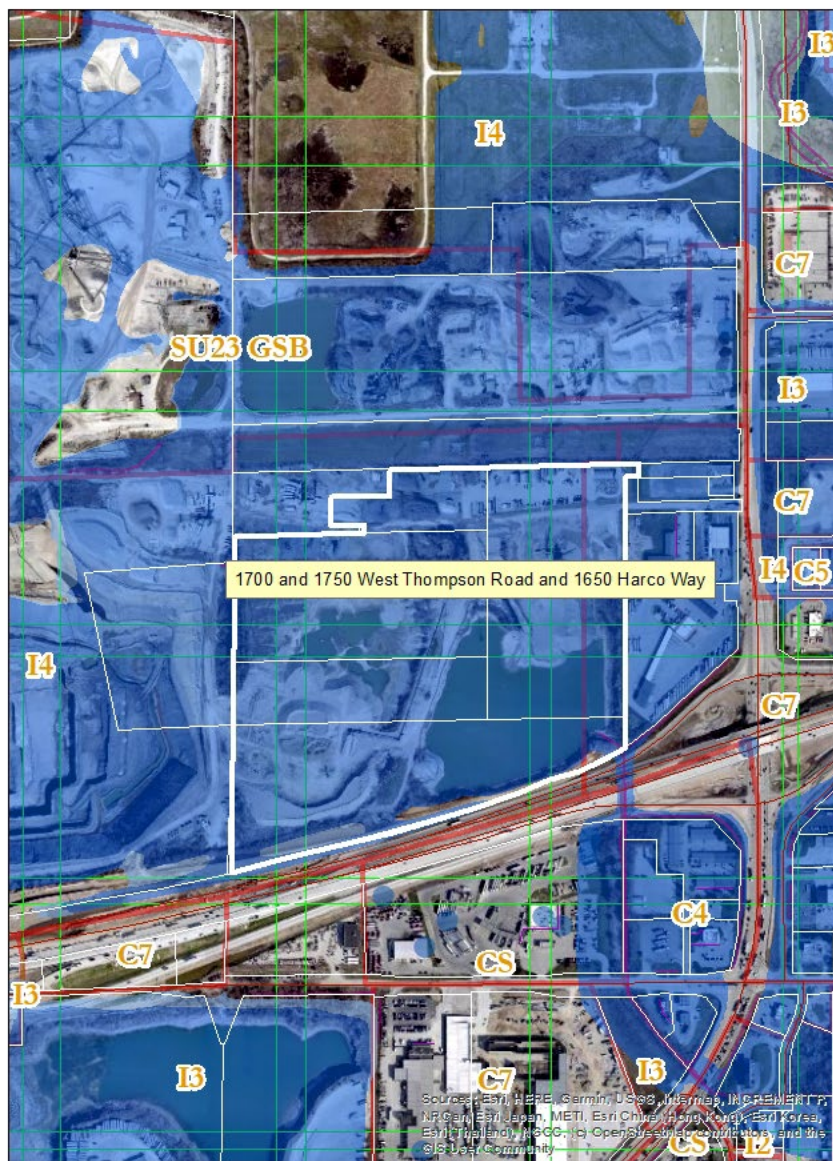 I3
I3
I4
C7
SU23 GSB
I3
C7
I4
C5
1700 and 1750 West Thompson Road and 1650 Harco Way
I4
C7
C4
C7
CS
I3
I3
I3
C7
Sources: Esri, HERE, Garmin, USGS, Intermap, INCREMENT P,
NRCan, Esri Japan, METI, Esri China (Hong Kong), Esri Korea,
Esri (Thailand), NGCC, (c) OpenStreetMap contributors, and the
GIS User Community
CS
I2